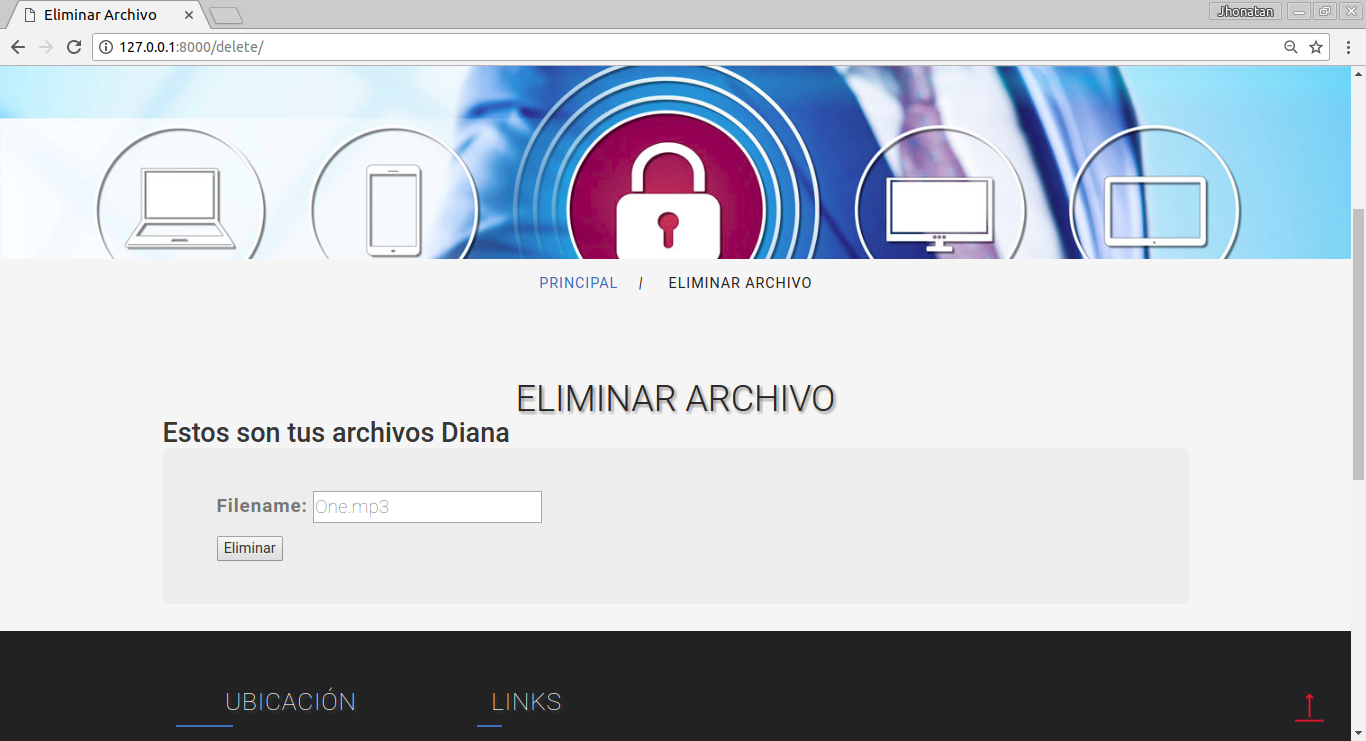 Eliminar Archivo
Jhonatan
127.0.0.1:8000/delete/
PRINCIPAL / ELIMINAR ARCHIVO
ELIMINAR ARCHIVO
Estos son tus archivos Diana
Filename: One.mp3
Eliminar
UBICACIÓN LINKS